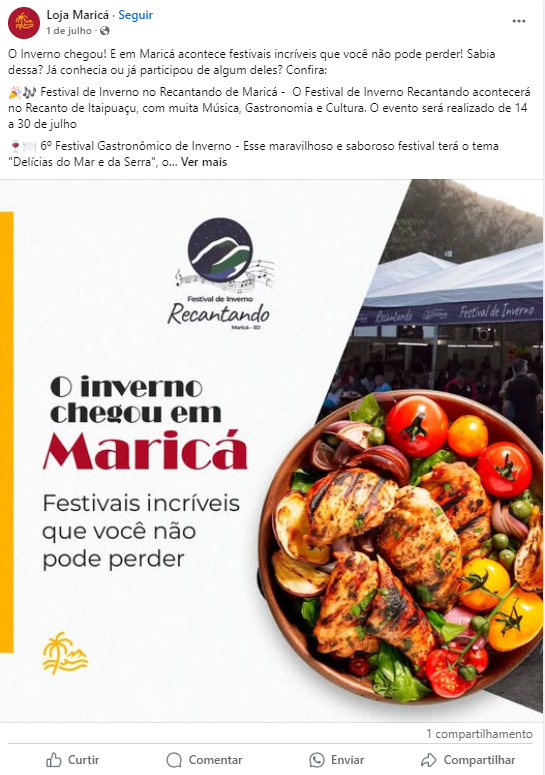 Loja Maricá · Seguir
1 de julho ·
O Inverno chegou! E em Maricá acontece festivais incríveis que você não pode perder! Sabia
dessa? Já conhecia ou já participou de algum deles? Confira:
🎉🎶 Festival de Inverno no Recantando de Maricá - O Festival de Inverno Recantando acontecerá
no Recanto de Itaipuaçu, com muita Música, Gastronomia e Cultura. O evento será realizado de 14
a 30 de julho
🍷🍽️ 6º Festival Gastronômico de Inverno - Esse maravilhoso e saboroso festival terá o tema
"Delícias do Mar e da Serra", o... Ver mais
Festival de Inverno
Recantando
Maricá - RJ
Recantando
Festival de Inverno
O inverno
chegou em
Maricá
Festivais incríveis
que você não
pode perder
1 compartilhamento
Curtir
Comentar
Enviar
Compartilhar